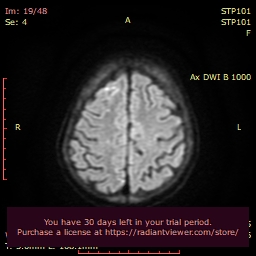 Im: 19/48
Se: 4
STP101
STP101
F
A
Ax DWI B 1000
R
L
You have 30 days left in your trial period.
Purchase a license at https://radiantviewer.com/store/